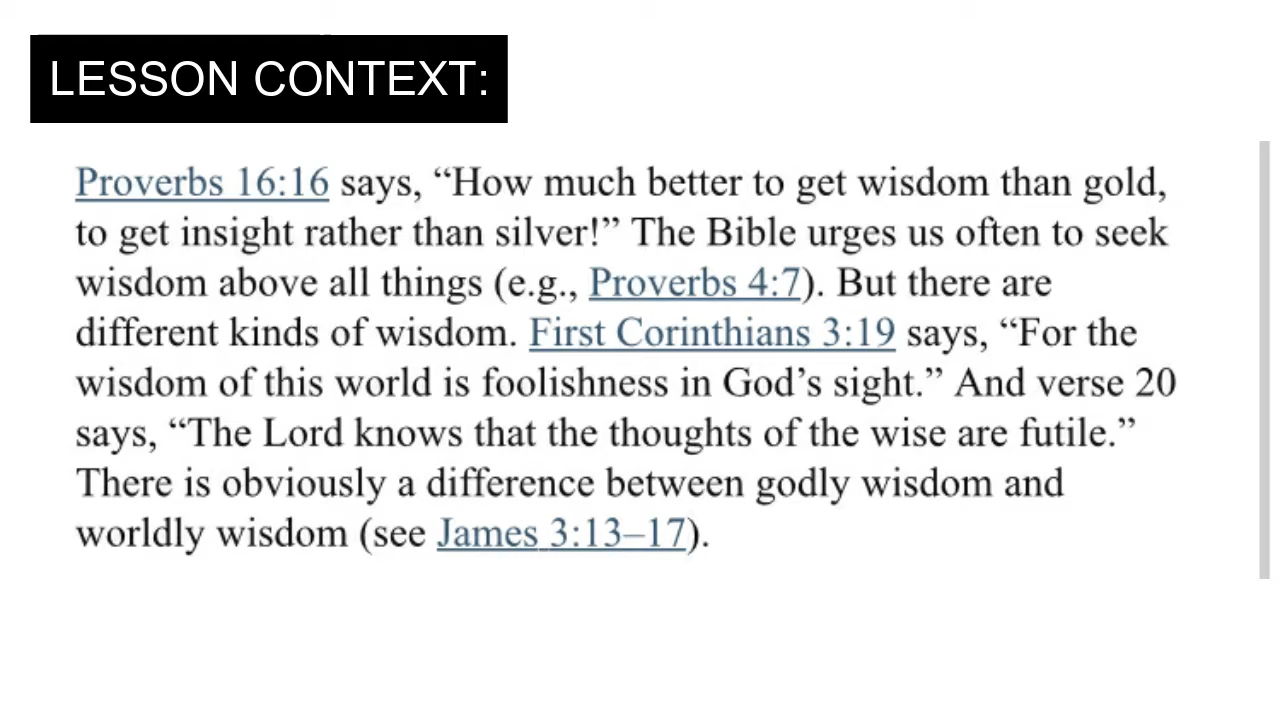 LESSON CONTEXT:
Proverbs 16:16 says, “How much better to get wisdom than gold,
to get insight rather than silver!” The Bible urges us often to seek
wisdom above all things (e.g., Proverbs 4:7). But there are
different kinds of wisdom. First Corinthians 3:19 says, “For the
wisdom of this world is foolishness in God’s sight.” And verse 20
says, “The Lord knows that the thoughts of the wise are futile.”
There is obviously a difference between godly wisdom and
worldly wisdom (see James 3:13–17).